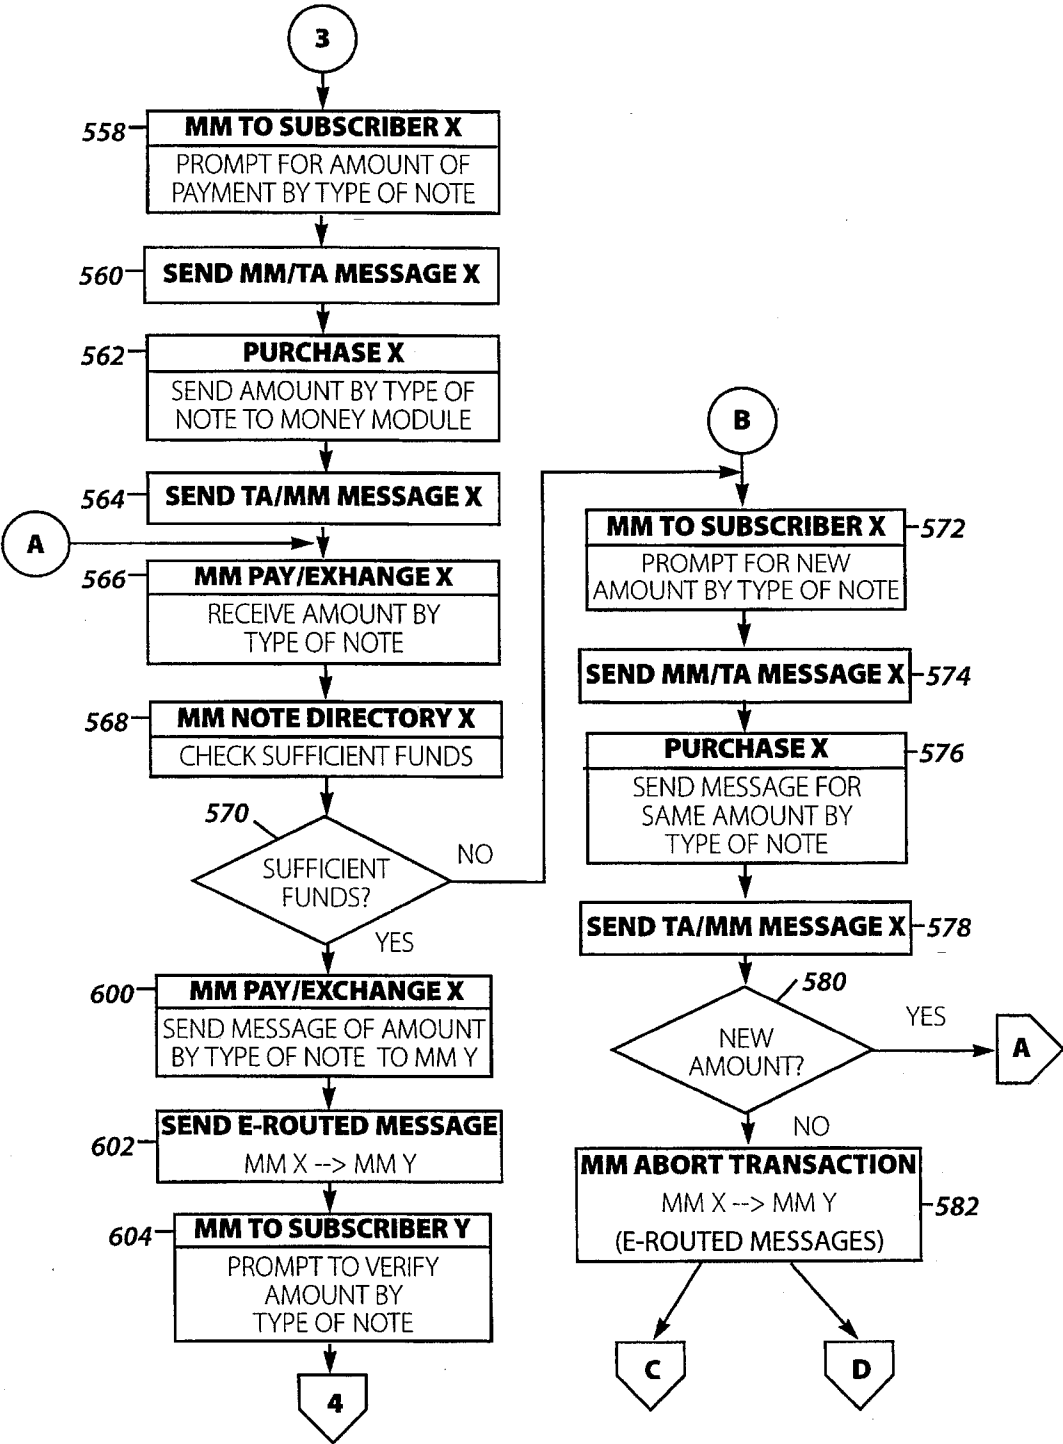 3
558
MM TO SUBSCRIBER X
PROMPT FOR AMOUNT OF
PAYMENT BY TYPE OF NOTE
560
SEND MM/TA MESSAGE X
562
PURCHASE X
SEND AMOUNT BY TYPE OF
NOTE TO MONEY MODULE
564
SEND TA/MM MESSAGE X
A
566
MM PAY/EXHANGE X
RECEIVE AMOUNT BY
TYPE OF NOTE
568
MM NOTE DIRECTORY X
CHECK SUFFICIENT FUNDS
570
SUFFICIENT
FUNDS?
NO
YES
600
MM PAY/EXCHANGE X
SEND MESSAGE OF AMOUNT
BY TYPE OF NOTE TO MM Y
602
SEND E-ROUTED MESSAGE
MM X --> MM Y
604
MM TO SUBSCRIBER Y
PROMPT TO VERIFY
AMOUNT BY
TYPE OF NOTE
4
B
MM TO SUBSCRIBER X
572
PROMPT FOR NEW
AMOUNT BY TYPE OF NOTE
SEND MM/TA MESSAGE X
574
PURCHASE X
576
SEND MESSAGE FOR
SAME AMOUNT BY
TYPE OF NOTE
SEND TA/MM MESSAGE X
578
580
NEW
AMOUNT?
YES
A
NO
MM ABORT TRANSACTION
MM X --> MM Y
582
(E-ROUTED MESSAGES)
C
D